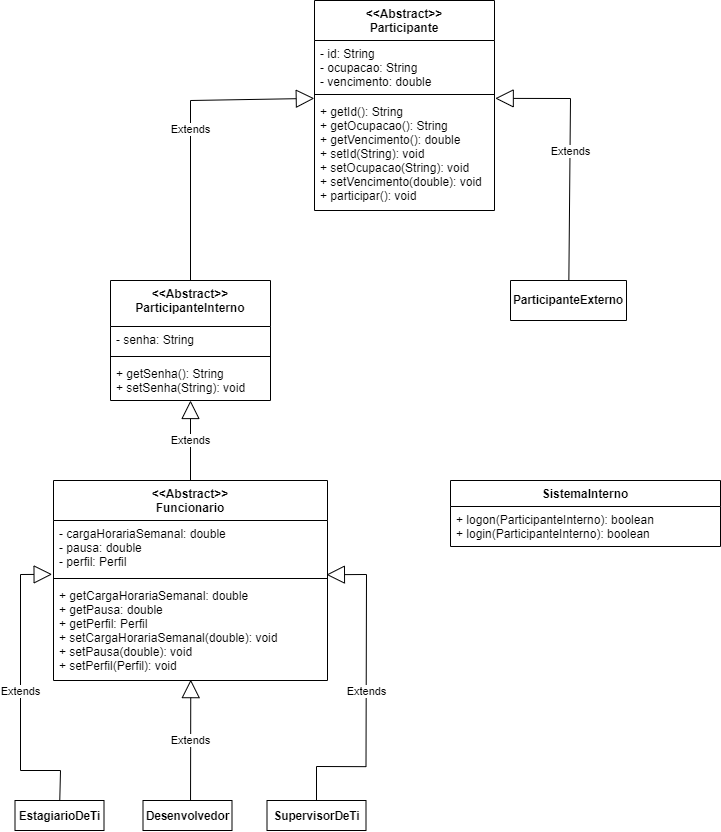 <<Abstract>>
Participante
- id: String
- ocupacao: String
- vencimento: double
+ getId(): String
+ getOcupacao(): String
+ getVencimento(): double
+ setId(String): void
+ setOcupacao(String): void
+ setVencimento(double): void
+ participar(): void
Extends
Extends
<<Abstract>>
ParticipanteInterno
- senha: String
+ getSenha(): String
+ setSenha(String): void
ParticipanteExterno
Extends
<<Abstract>>
Funcionario
- cargaHorariaSemanal: double
- pausa: double
- perfil: Perfil
+ getCargaHorariaSemanal: double
+ getPausa: double
+ getPerfil: Perfil
+ setCargaHorariaSemanal(double): void
+ setPausa(double): void
+ setPerfil(Perfil): void
SistemaInterno
+ logon(ParticipanteInterno): boolean
+ login(ParticipanteInterno): boolean
Extends
Extends
Extends
EstagiarioDeTi
Desenvolvedor
SupervisorDeTi